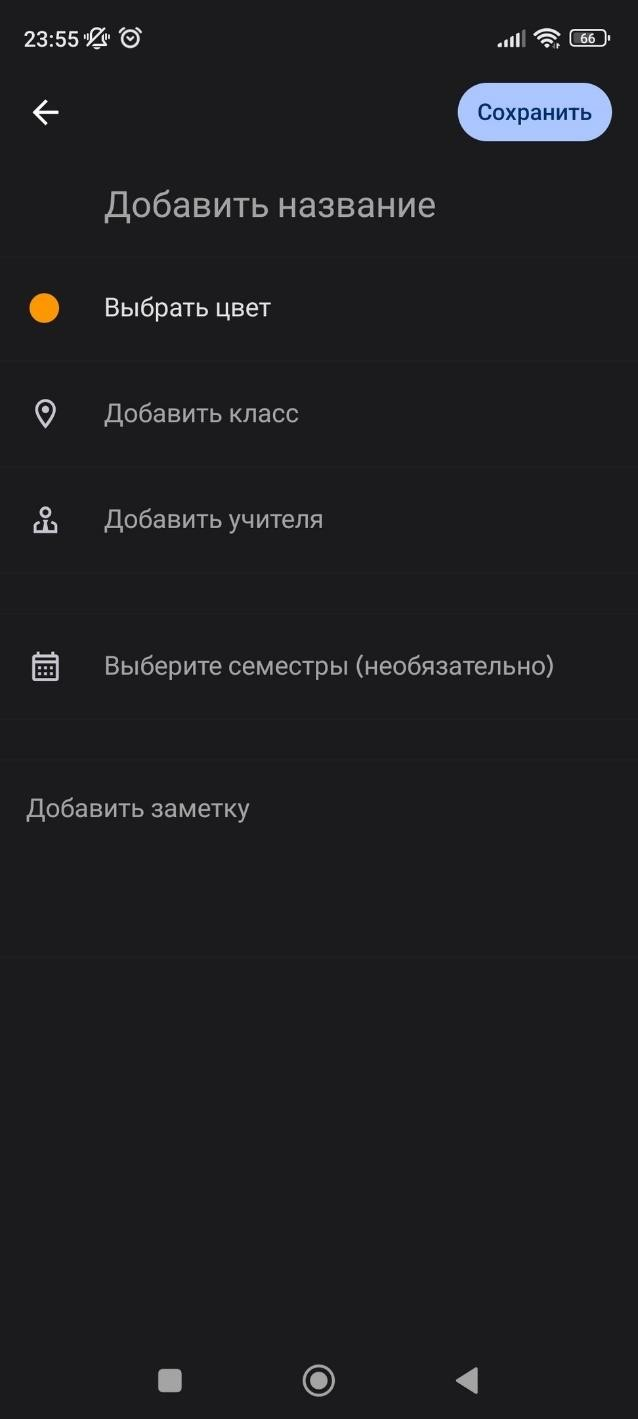 23:55
66
Сохранить
Добавить название
Выбрать цвет
Добавить класс
Добавить учителя
Выберите семестры (необязательно)
Добавить заметку